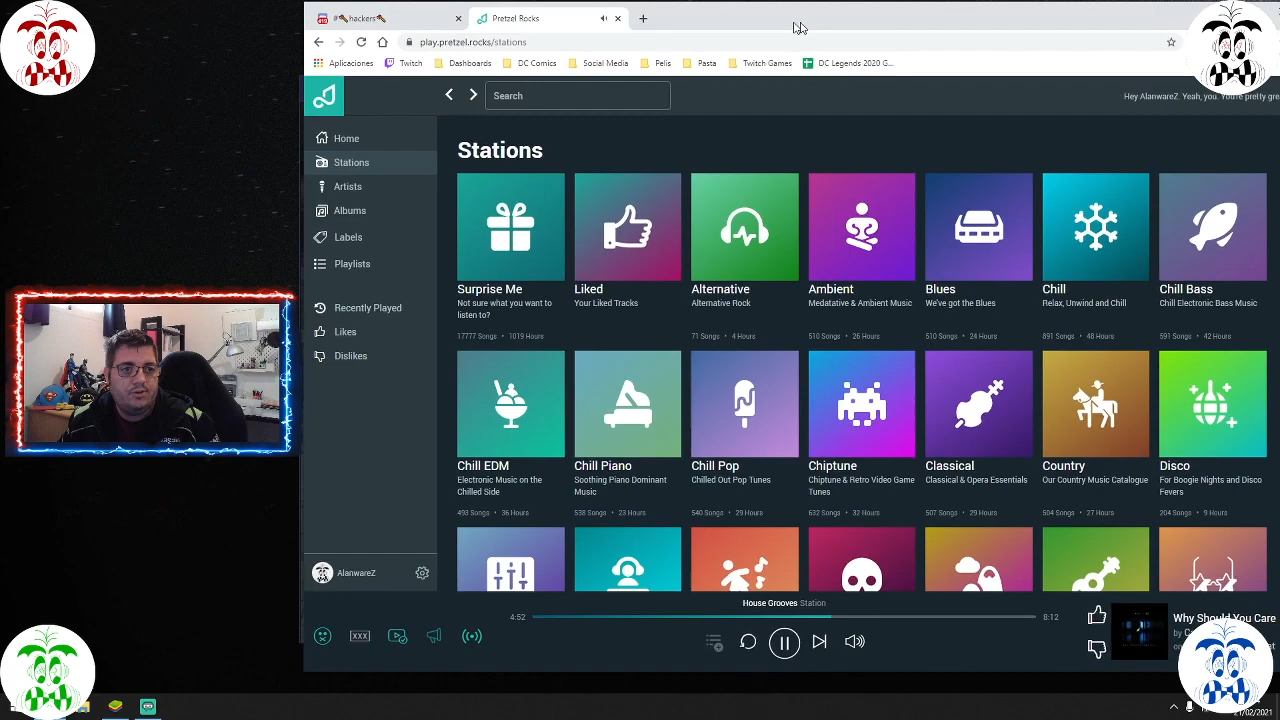 #🔨hackers🔨
Pretzel Rocks
play.pretzel.rocks/stations
Aplicaciones
Twitch
Dashboards
DC Comics
Social Media
Pelis
Pasta
Twitch Games
DC Legends 2020 G...
Search
Hey AlanwareZ. Yeah, you. You're pretty grea
Home
Stations
Artists
Albums
Labels
Playlists
Recently Played
Likes
Dislikes
AlanwareZ
Stations
Surprise Me
Not sure what you want to
listen to?
17777 Songs • 1019 Hours
Liked
Your Liked Tracks
Alternative
Alternative Rock
71 Songs • 4 Hours
Ambient
Medatative & Ambient Music
510 Songs • 26 Hours
Blues
We've got the Blues
510 Songs • 24 Hours
Chill
Relax, Unwind and Chill
891 Songs • 48 Hours
Chill Bass
Chill Electronic Bass Music
591 Songs • 42 Hours
Chill EDM
Electronic Music on the
Chilled Side
493 Songs • 36 Hours
Chill Piano
Soothing Piano Dominant
Music
538 Songs • 23 Hours
Chill Pop
Chilled Out Pop Tunes
540 Songs • 29 Hours
Chiptune
Chiptune & Retro Video Game
Tunes
632 Songs • 32 Hours
Classical
Classical & Opera Essentials
507 Songs • 29 Hours
Country
Our Country Music Catalogue
504 Songs • 27 Hours
Disco
For Boogie Nights and Disco
Fevers
204 Songs • 9 Hours
House Grooves Station
4:52
8:12
XXX
Why Should You Care
by
21/02/2021